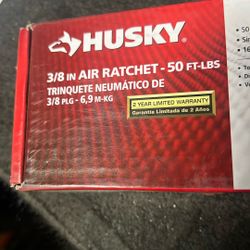 HUSKY
3/8 IN AIR RATCHET - 50 FT-LBS
TRINQUETE NEUMÁTICO DE
3/8 PLG - 6,9 M-KG
2 YEAR LIMITED WARRANTY
Garantía Limitada de 2 Años